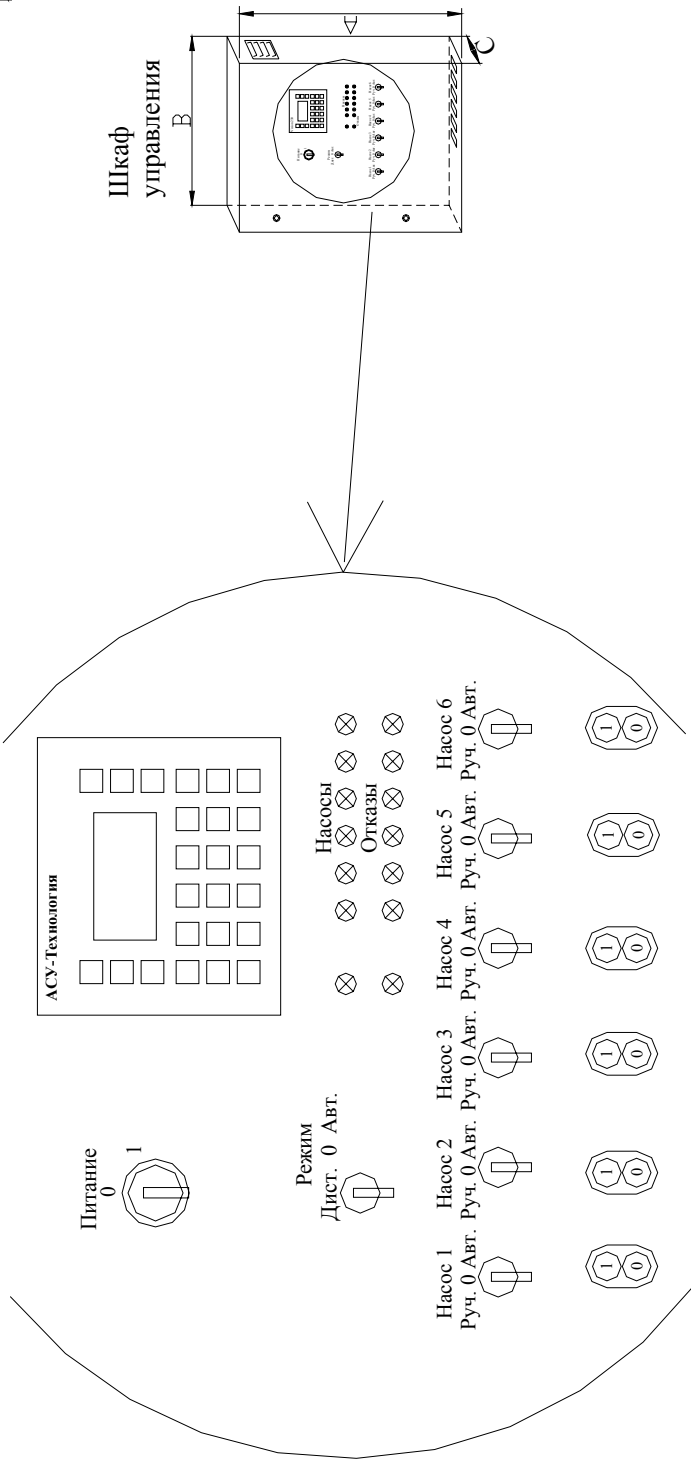 Шкаф
управления
A
B
C
Питание
0
1
АСУ-Технология
Режим
Дист. 0 Авт.
Насосы
Отказы
Насос 1
Руч. 0 Авт.
Насос 2
Руч. 0 Авт.
Насос 3
Руч. 0 Авт.
Насос 4
Руч. 0 Авт.
Насос 5
Руч. 0 Авт.
Насос 6
Руч. 0 Авт.
1
0
1
0
1
0
1
0
1
0
1
0